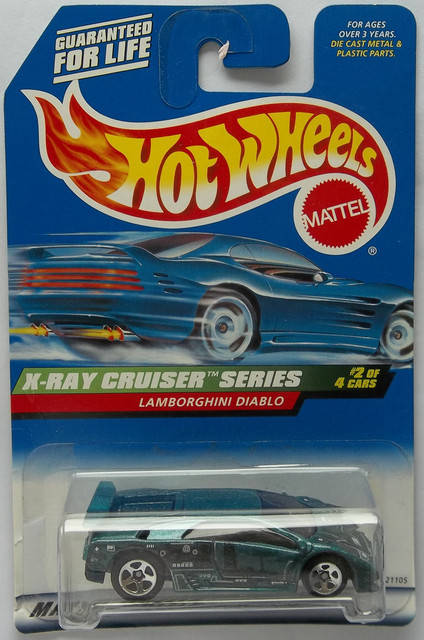 GUARANTEED
FOR LIFE
FOR AGES
OVER 3 YEARS.
DIE CAST METAL &
PLASTIC PARTS.
HOT WHEELS
MATTEL
®
X-RAY CRUISER™ SERIES
#2 OF
4 CARS
LAMBORGHINI DIABLO
21105